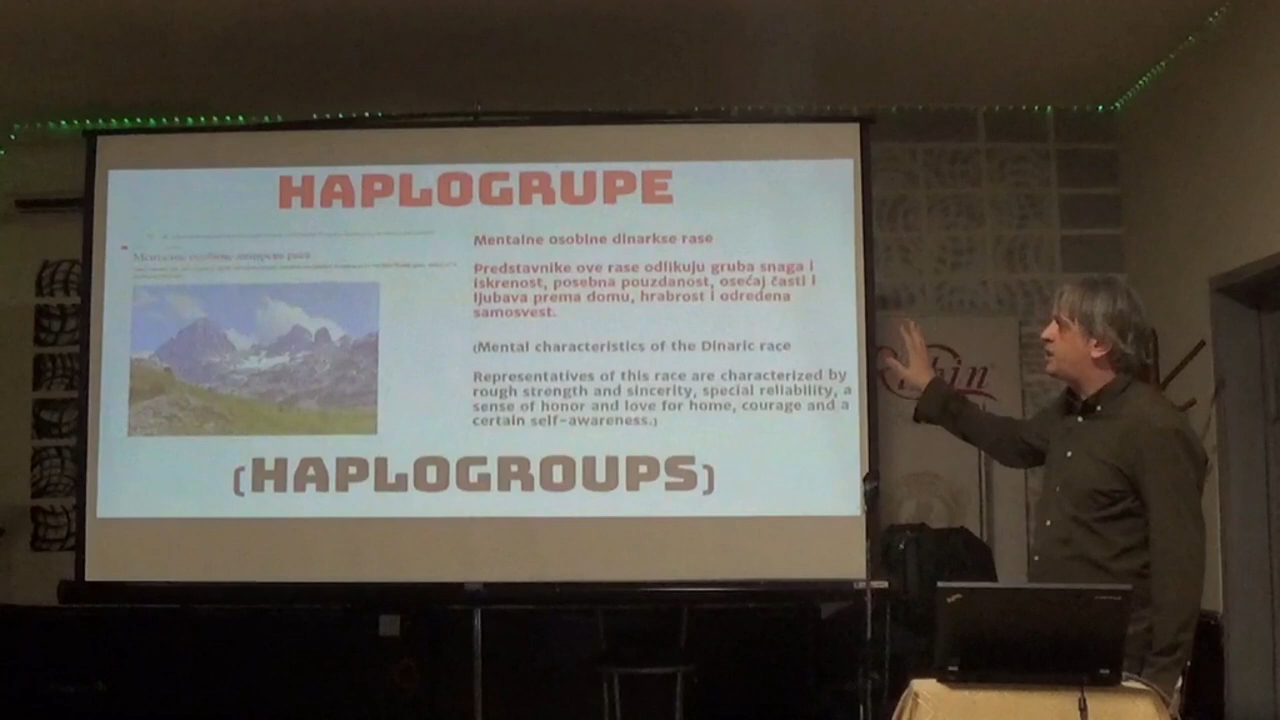 HAPLOGRUPE
Mentalne osobine dinarkse rase
Predstavnike ove rase odlikuju gruba snaga i
iskrenost, posebna pouzdanost, osećaj časti i
ljubava prema domu, hrabrost i određena
samosvest.
(Mental characteristics of the Dinaric race
Representatives of this race are characterized by
rough strength and sincerity, special reliability, a
sense of honor and love for home, courage and a
certain self-awareness.)
(HAPLOGROUPS)